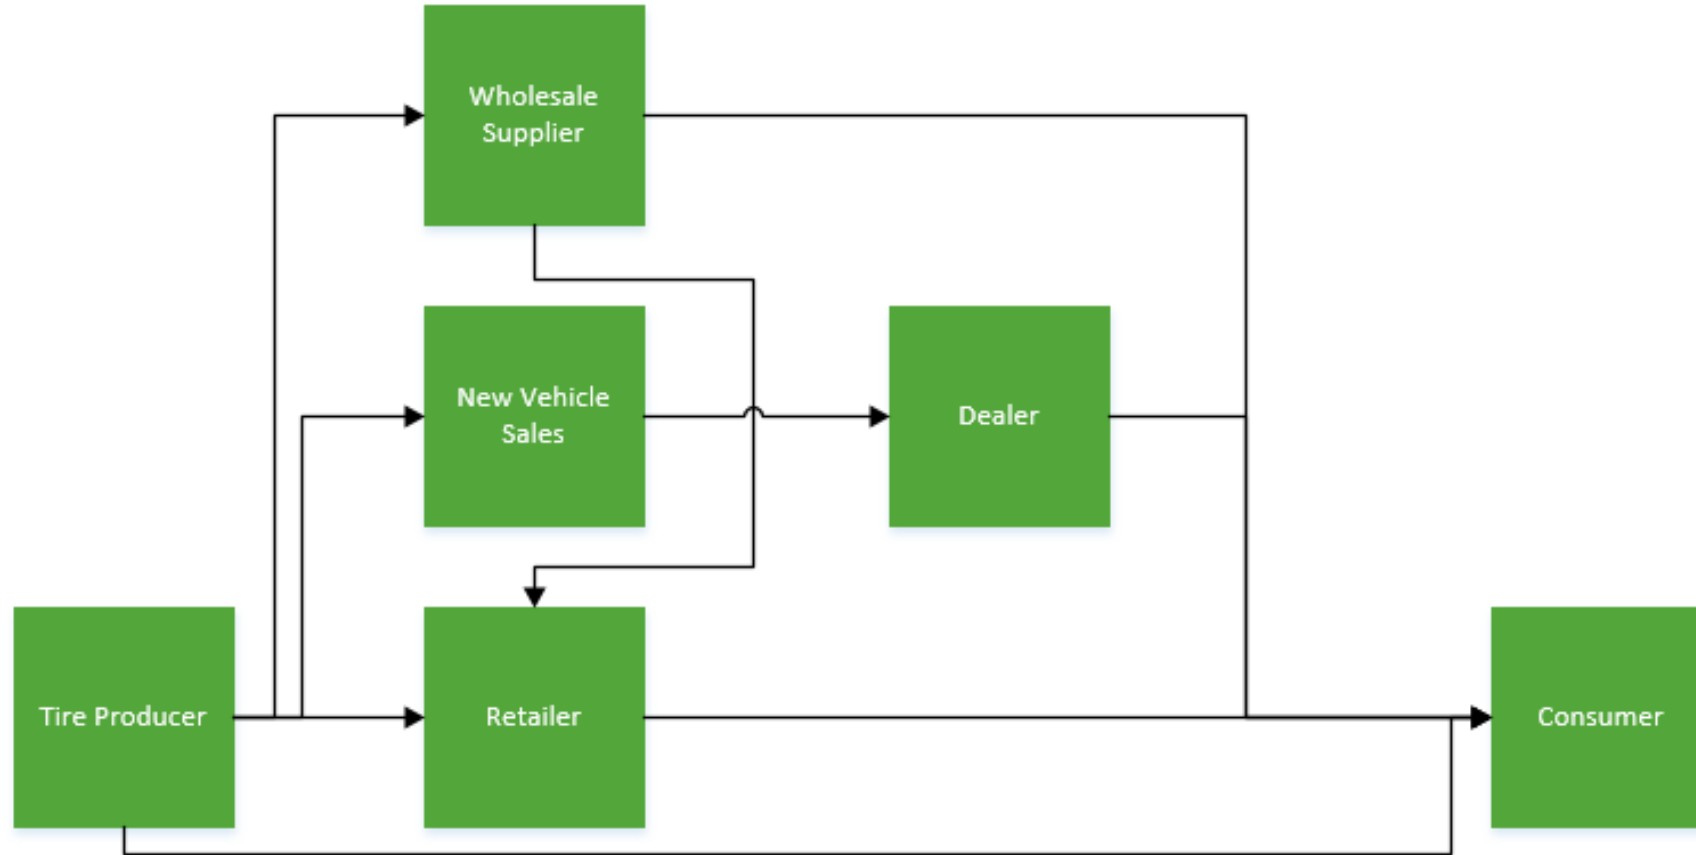 Wholesale
Supplier
New Vehicle
Sales
Dealer
Tire Producer
Retailer
Consumer